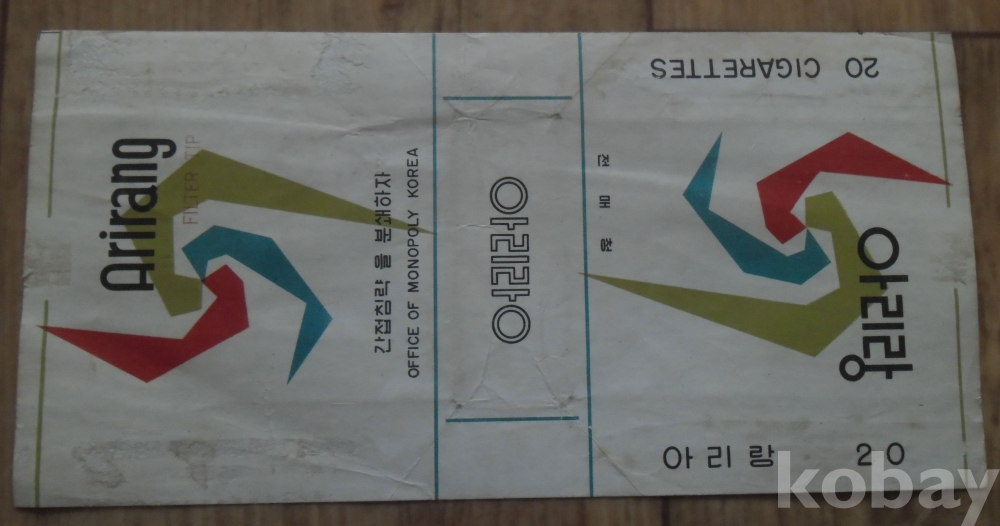 Arirang
FILTER TIP
간접침략을 분쇄하자
OFFICE OF MONOPOLY KOREA
아리랑
전매청
20 CIGARETTES
아리랑
아리랑 20
kobay